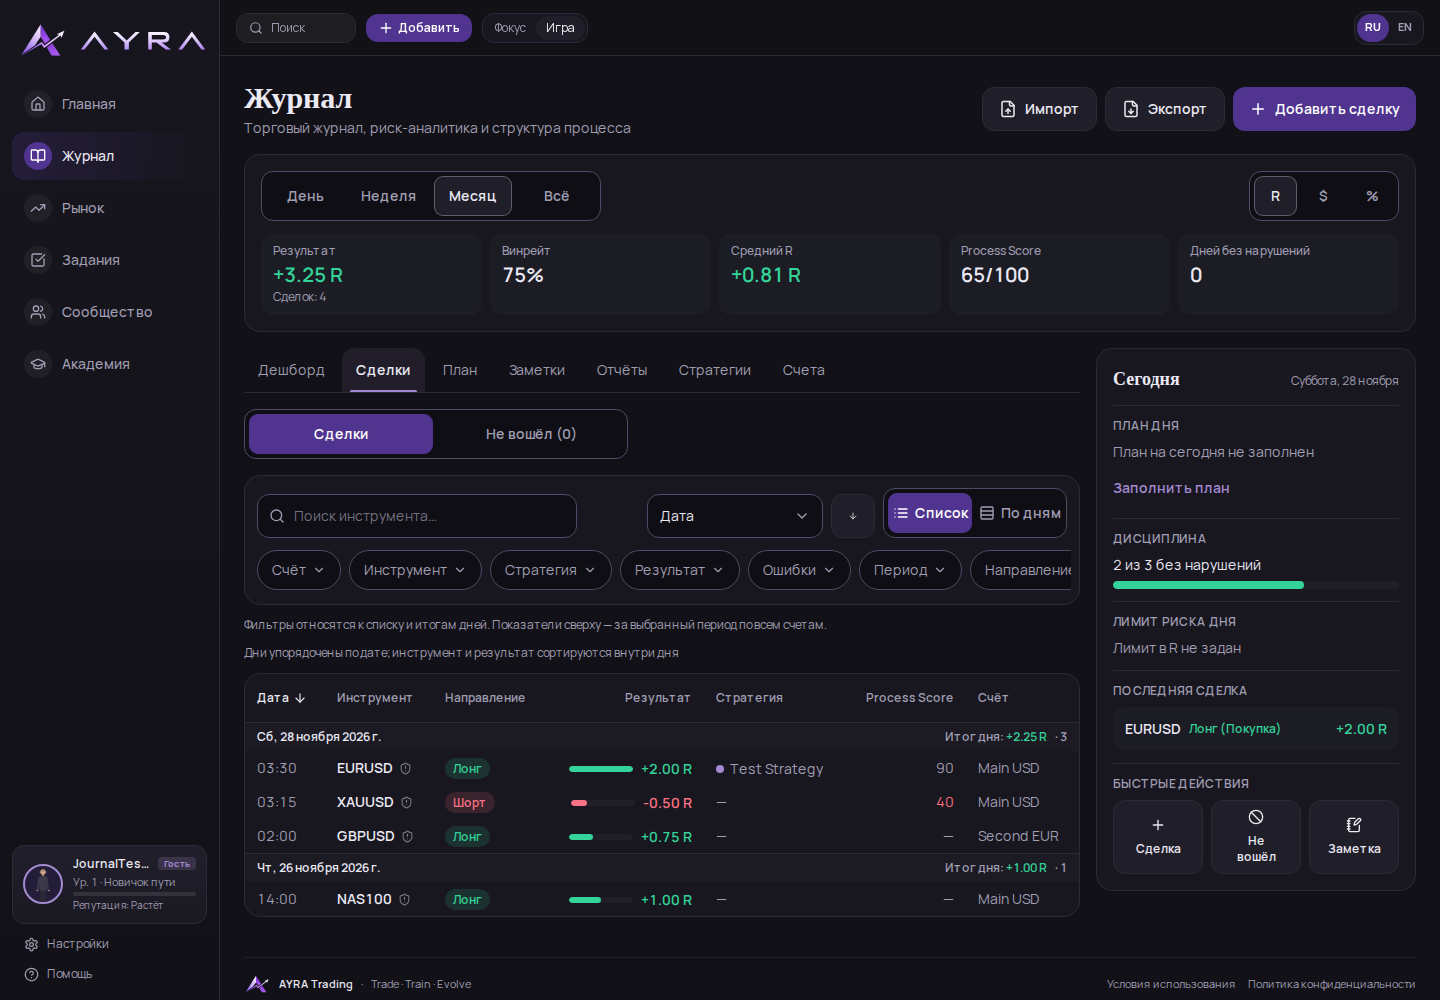 AYRA
Поиск
Добавить
Фокус
Игра
RU
EN
Главная
Журнал
Рынок
Задания
Сообщество
Академия
Журнал
Торговый журнал, риск-аналитика и структура процесса
Импорт
Экспорт
Добавить сделку
День
Неделя
Месяц
Всё
R
$
%
Результат
+3.25 R
Сделок: 4
Винрейт
75%
Средний R
+0.81 R
Process Score
65/100
Дней без нарушений
0
Дешборд
Сделки
План
Заметки
Отчёты
Стратегии
Счета
Сделки
Не вошёл (0)
Поиск инструмента...
Дата
Список
По дням
Счёт
Инструмент
Стратегия
Результат
Ошибки
Период
Направление
Фильтры относятся к списку и итогам дней. Показатели сверху — за выбранный период по всем счетам.
Дни упорядочены по дате; инструмент и результат сортируются внутри дня
Дата Инструмент Направление Результат Стратегия Process Score Счёт
Сб, 28 ноября 2026 г. Итог дня: +2.25 R · 3
03:30 EURUSD Лонг +2.00 R Test Strategy 90 Main USD
03:15 XAUUSD Шорт -0.50 R — 40 Main USD
02:00 GBPUSD Лонг +0.75 R — — Second EUR
Чт, 26 ноября 2026 г. Итог дня: +1.00 R · 1
14:00 NAS100 Лонг +1.00 R — — Main USD
Сегодня
Суббота, 28 ноября
ПЛАН ДНЯ
План на сегодня не заполнен
Заполнить план
ДИСЦИПЛИНА
2 из 3 без нарушений
ЛИМИТ РИСКА ДНЯ
Лимит в R не задан
ПОСЛЕДНЯЯ СДЕЛКА
EURUSD Лонг (Покупка) +2.00 R
БЫСТРЫЕ ДЕЙСТВИЯ
Сделка
Не
вошёл
Заметка
JournalTes...
Гость
Ур. 1 · Новичок пути
Репутация: Растёт
Настройки
Помощь
AYRA Trading · Trade · Train · Evolve
Условия использования
Политика конфиденциальности